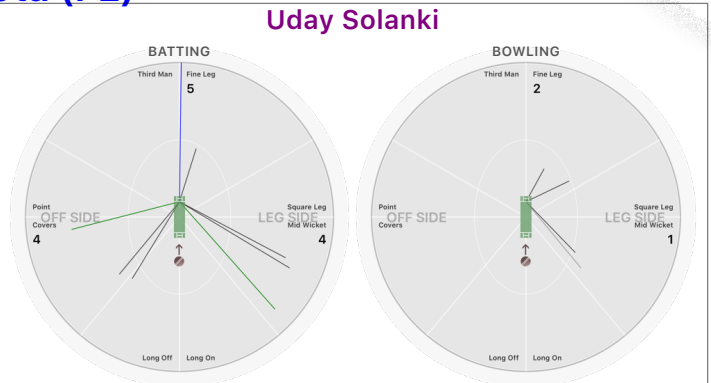 Uday Solanki
BATTING
Third Man
Fine Leg
5
Point
OFF SIDE
Covers
4
Square Leg
LEG SIDE
Mid Wicket
4
Long Off
Long On
BOWLING
Third Man
Fine Leg
2
Point
OFF SIDE
Covers
Square Leg
LEG SIDE
Mid Wicket
1
Long Off
Long On